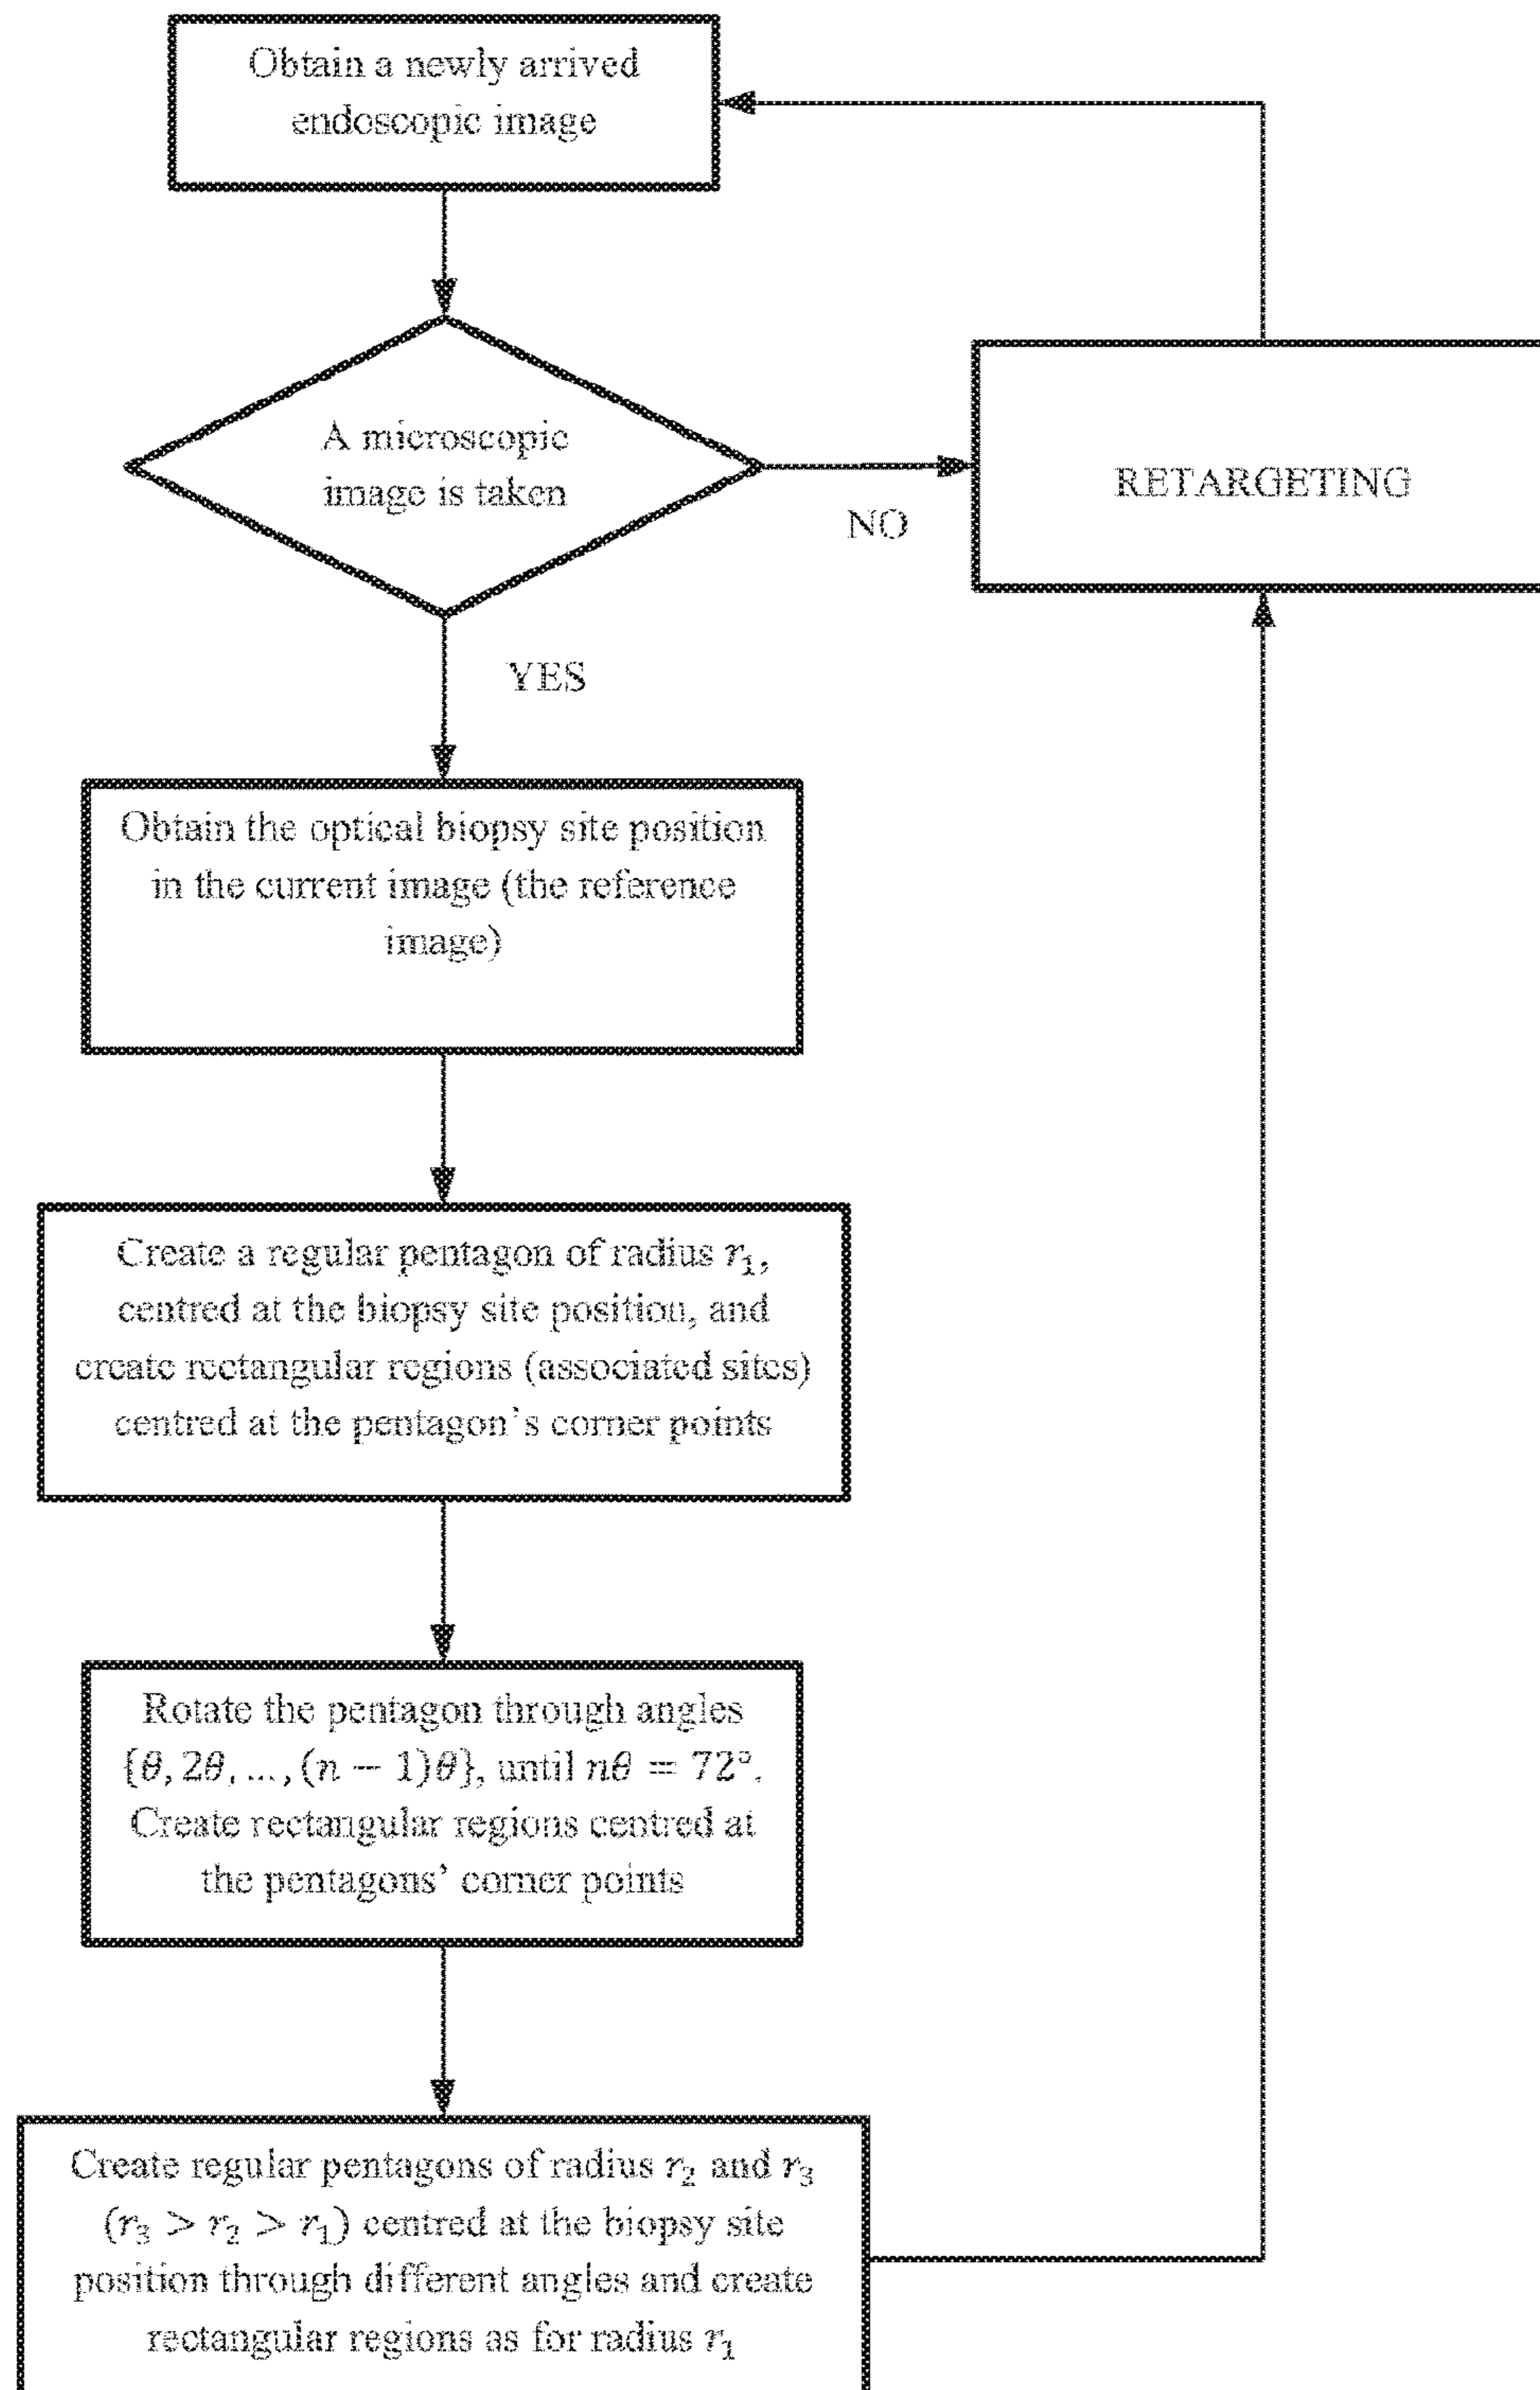 Obtain a newly arrived
endoscopic image
A microscopic
image is taken
NO
RETARGETING
YES
Obtain the optical biopsy site position
in the current image (the reference
image)
Create a regular pentagon of radius r₁,
centred at the biopsy site position, and
create rectangular regions (associated sites)
centred at the pentagon's corner points
Rotate the pentagon through angles
{θ, 2θ, …, (n − 1)θ}, until nθ = 72°.
Create rectangular regions centred at
the pentagons' corner points
Create regular pentagons of radius r₂ and r₃
(r₃ > r₂ > r₁) centred at the biopsy site
position through different angles and create
rectangular regions as for radius r₁